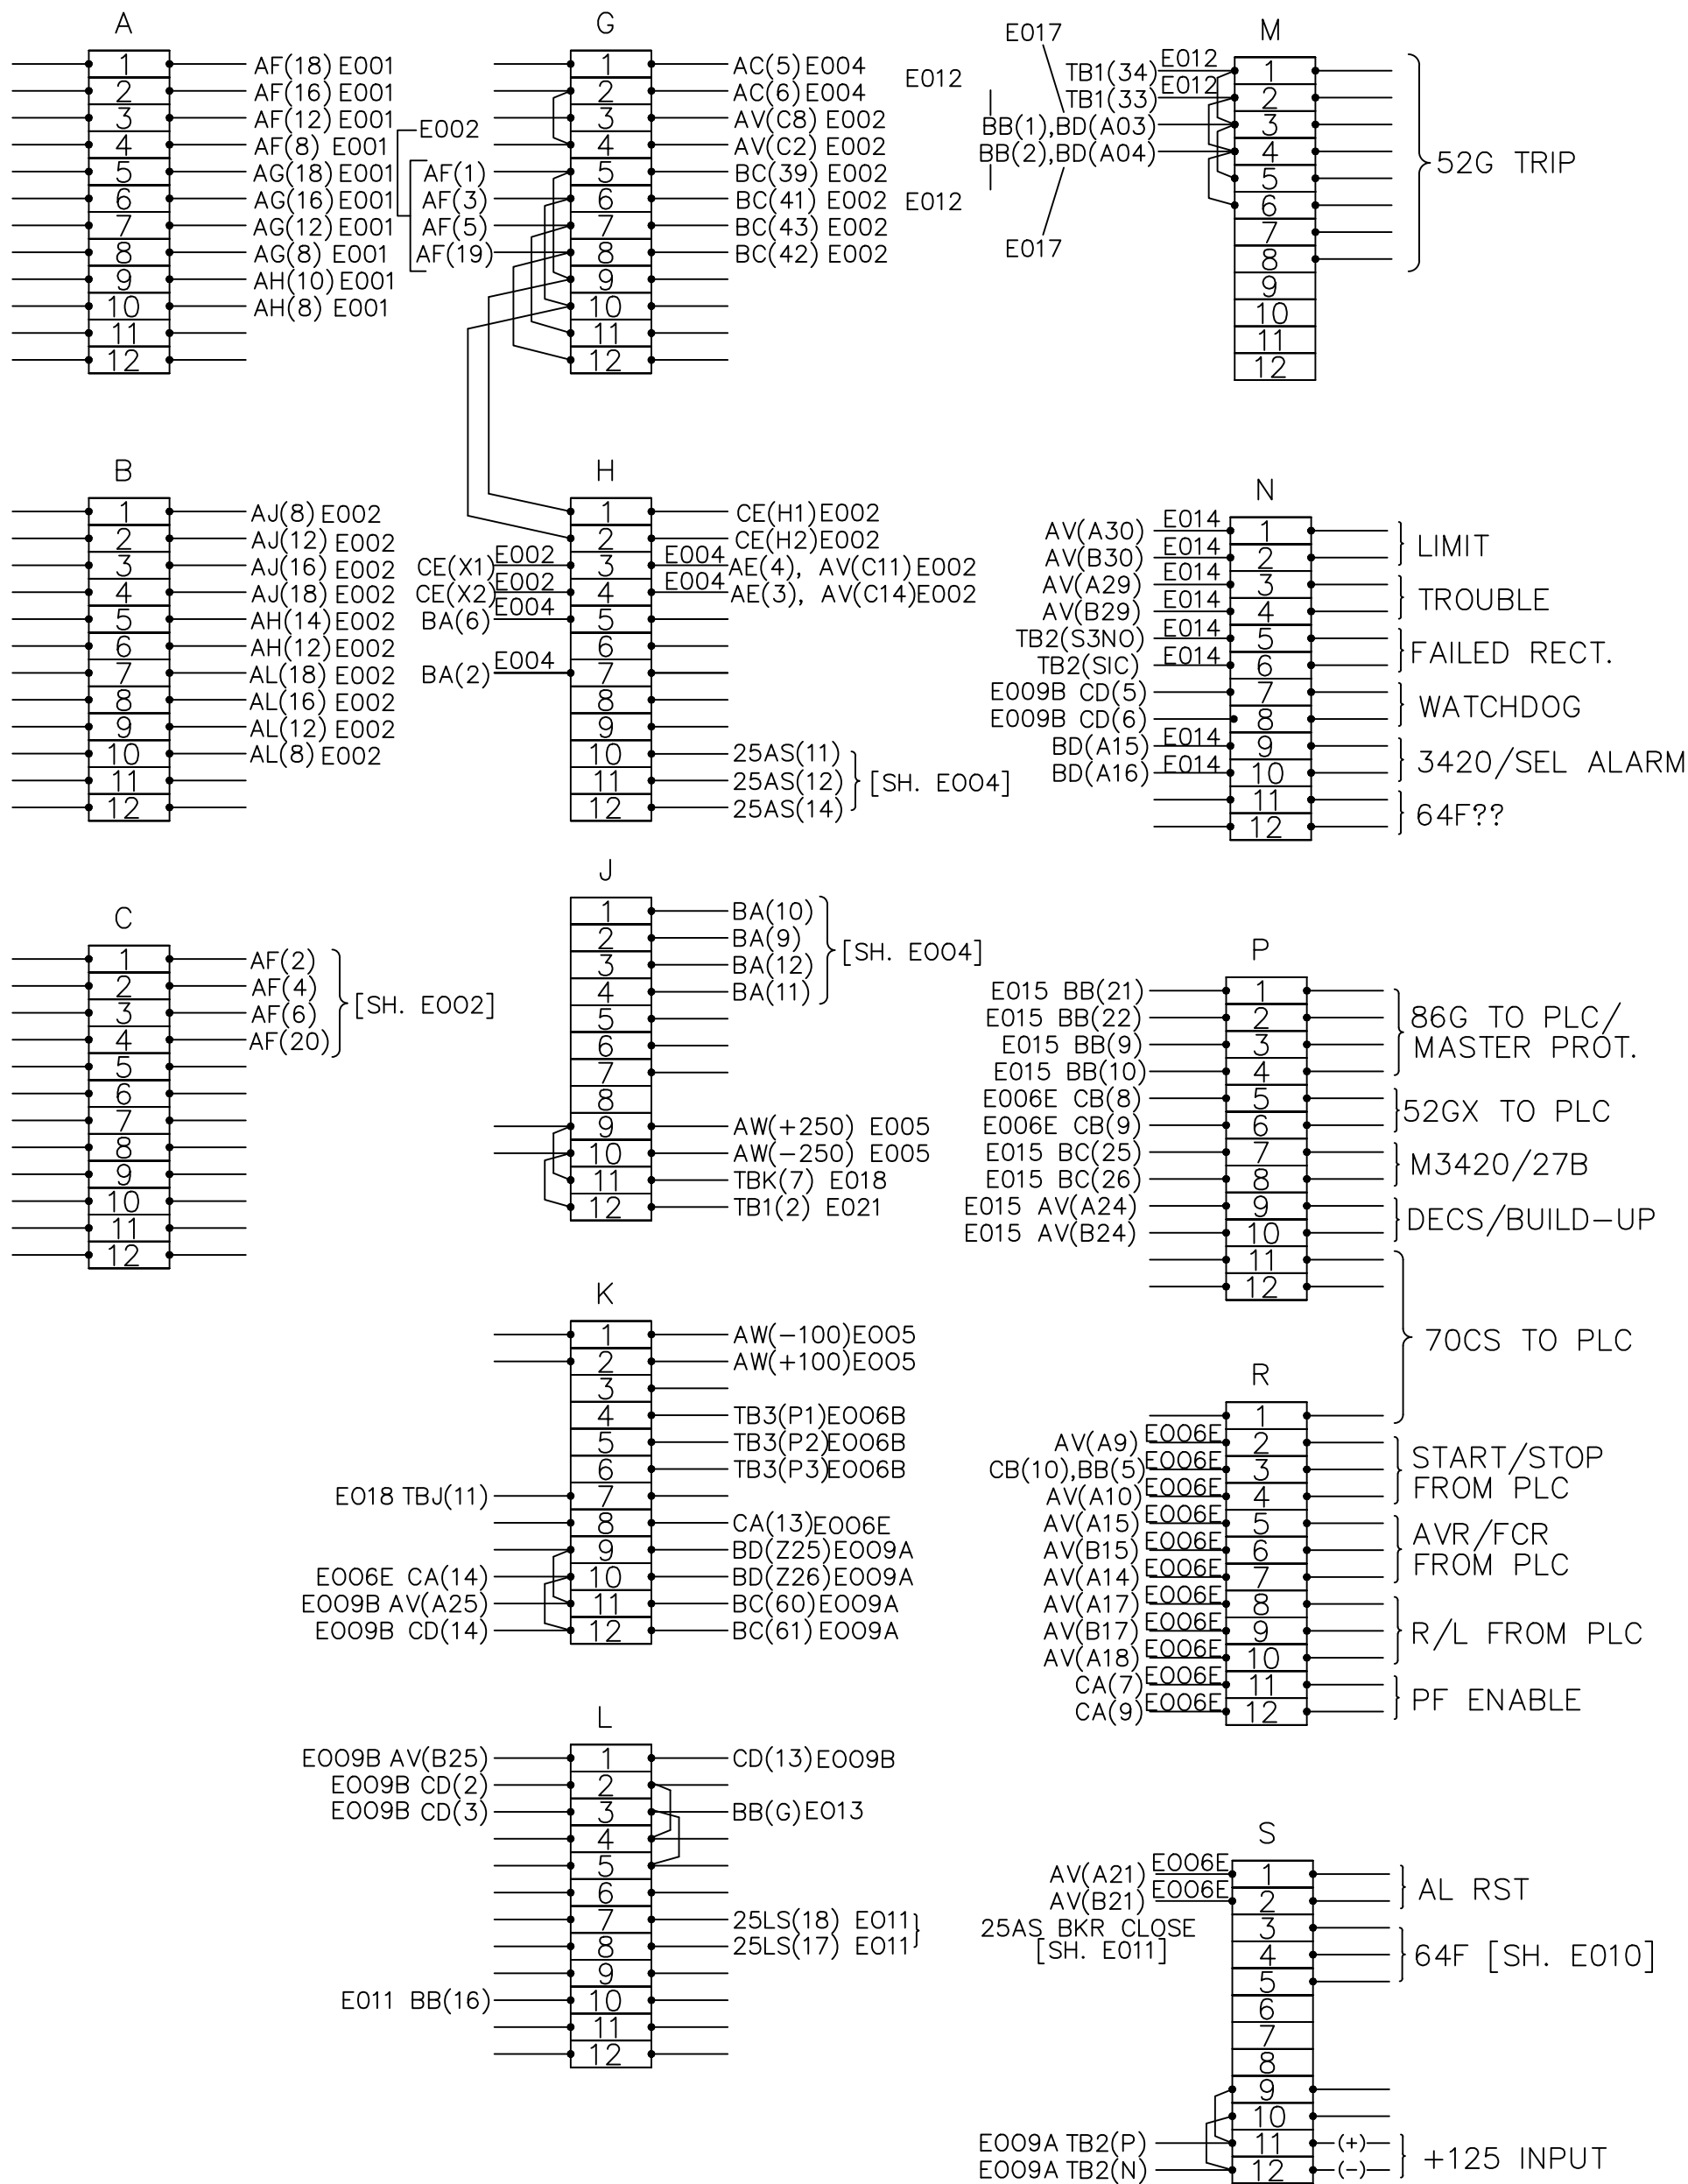 A
1 AF(18) E001
2 AF(16) E001
3 AF(12) E001
4 AF(8) E001
5 AG(18) E001
6 AG(16) E001
7 AG(12) E001
8 AG(8) E001
9 AH(10) E001
10 AH(8) E001
11
12
B
1 AJ(8) E002
2 AJ(12) E002
3 AJ(16) E002
4 AJ(18) E002
5 AH(14) E002
6 AH(12) E002
7 AL(18) E002
8 AL(16) E002
9 AL(12) E002
10 AL(8) E002
11
12
C
1 AF(2)
2 AF(4)
3 AF(6)
4 AF(20)
[SH. E002]
5
6
7
8
9
10
11
12
G
1 AC(5) E004
2 AC(6) E004
3 AV(C8) E002
4 AV(C2) E002
E002
AF(1) 5 BC(39) E002
AF(3) 6 BC(41) E002
AF(5) 7 BC(43) E002
AF(19) 8 BC(42) E002
9
10
11
12
H
1 CE(H1) E002
2 CE(H2) E002
CE(X1) E002 3 E004 AE(4), AV(C11) E002
CE(X2) E002 4 E004 AE(3), AV(C14) E002
BA(6) E004 5
6
BA(2) E004 7
8
9
10 25AS(11)
11 25AS(12)
12 25AS(14)
[SH. E004]
J
1 BA(10)
2 BA(9)
3 BA(12)
4 BA(11)
[SH. E004]
5
6
7
8
9 AW(+250) E005
10 AW(-250) E005
11 TBK(7) E018
12 TB1(2) E021
K
1 AW(-100) E005
2 AW(+100) E005
3
4 TB3(P1) E006B
5 TB3(P2) E006B
6 TB3(P3) E006B
E018 TBJ(11) 7
8 CA(13) E006E
9 BD(Z25) E009A
E006E CA(14) 10 BD(Z26) E009A
E009B AV(A25) 11 BC(60) E009A
E009B CD(14) 12 BC(61) E009A
L
E009B AV(B25) 1 CD(13) E009B
E009B CD(2) 2
E009B CD(3) 3 BB(G) E013
4
5
6
7 25LS(18) E011
8 25LS(17) E011
9
E011 BB(16) 10
11
12
M
E017
E012
TB1(34) E012 1
TB1(33) E012 2
BB(1),BD(A03) 3
BB(2),BD(A04) 4
E012
E017
5
6
7
8
52G TRIP
9
10
11
12
N
AV(A30) E014 1
AV(B30) E014 2
LIMIT
AV(A29) E014 3
AV(B29) E014 4
TROUBLE
TB2(S3NO) E014 5
TB2(SIC) E014 6
FAILED RECT.
E009B CD(5) 7
E009B CD(6) 8
WATCHDOG
BD(A15) E014 9
BD(A16) E014 10
3420/SEL ALARM
11
12
64F??
P
E015 BB(21) 1
E015 BB(22) 2
E015 BB(9) 3
E015 BB(10) 4
86G TO PLC/
MASTER PROT.
E006E CB(8) 5
E006E CB(9) 6
52GX TO PLC
E015 BC(25) 7
E015 BC(26) 8
M3420/27B
E015 AV(A24) 9
E015 AV(B24) 10
DECS/BUILD-UP
11
12
70CS TO PLC
R
1
AV(A9) E006E 2
CB(10),BB(5) E006E 3
AV(A10) E006E 4
START/STOP
FROM PLC
AV(A15) E006E 5
AV(B15) E006E 6
AV(A14) E006E 7
AVR/FCR
FROM PLC
AV(A17) E006E 8
AV(B17) E006E 9
AV(A18) E006E 10
R/L FROM PLC
CA(7) E006E 11
CA(9) E006E 12
PF ENABLE
S
AV(A21) E006E 1
AV(B21) E006E 2
AL RST
25AS BKR CLOSE
[SH. E011]
3
4
5
64F [SH. E010]
6
7
8
9
10
E009A TB2(P) 11 (+)
E009A TB2(N) 12 (-)
+125 INPUT